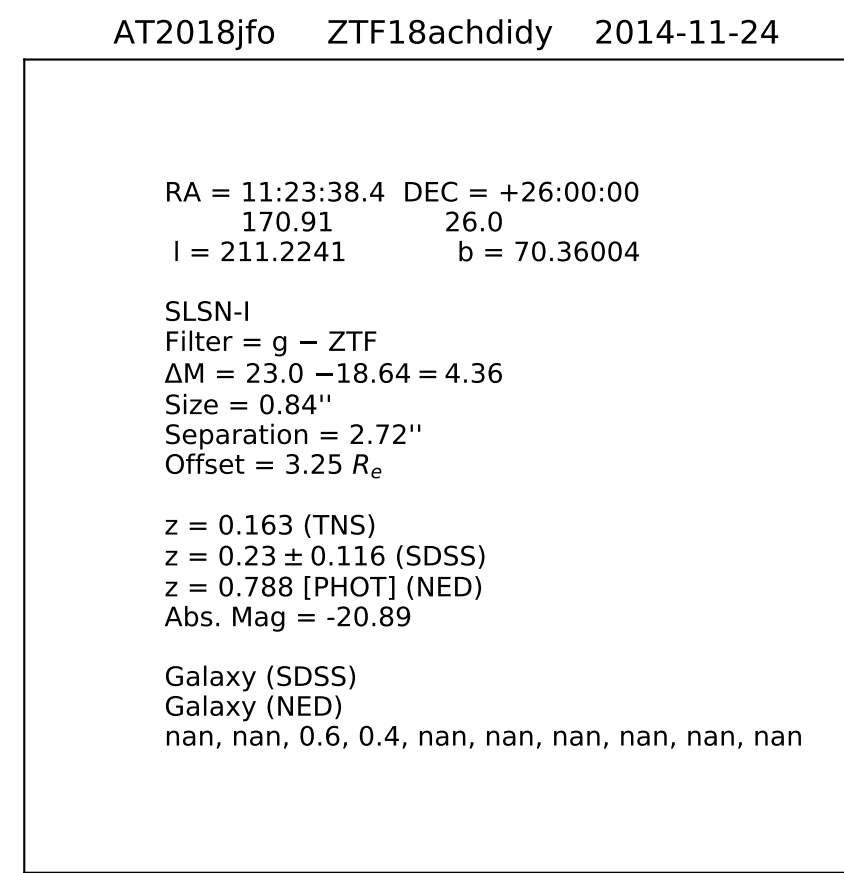 AT2018jfo ZTF18achdidy 2014-11-24
RA = 11:23:38.4 DEC = +26:00:00
170.91 26.0
l = 211.2241 b = 70.36004
SLSN-I
Filter = g − ZTF
ΔM = 23.0 −18.64 = 4.36
Size = 0.84''
Separation = 2.72''
Offset = 3.25 Rₑ
z = 0.163 (TNS)
z = 0.23 ± 0.116 (SDSS)
z = 0.788 [PHOT] (NED)
Abs. Mag = -20.89
Galaxy (SDSS)
Galaxy (NED)
nan, nan, 0.6, 0.4, nan, nan, nan, nan, nan, nan